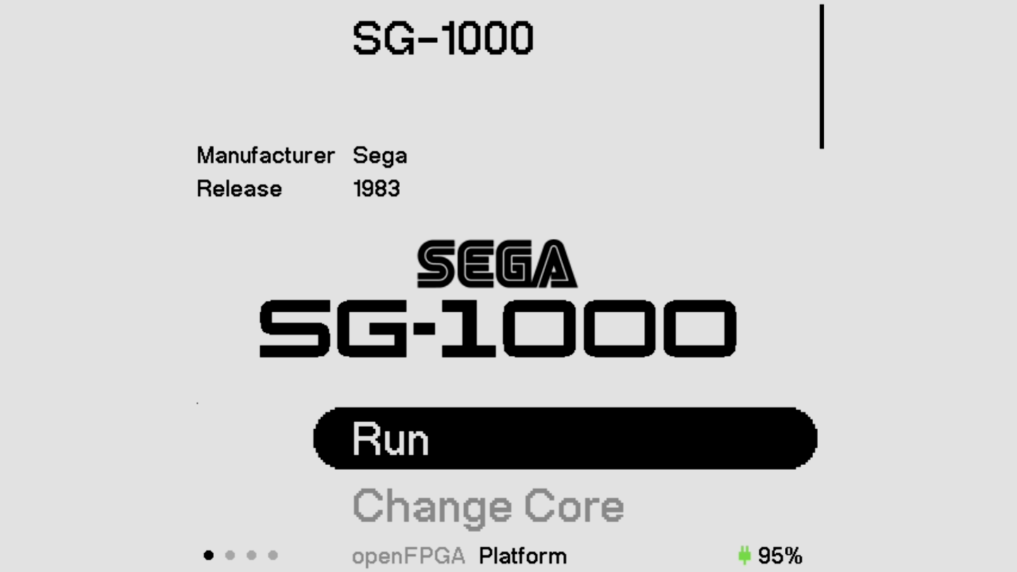 SG-1000
Manufacturer Sega
Release 1983
SEGA
SG-1000
Run
Change Core
openFPGA Platform 95%